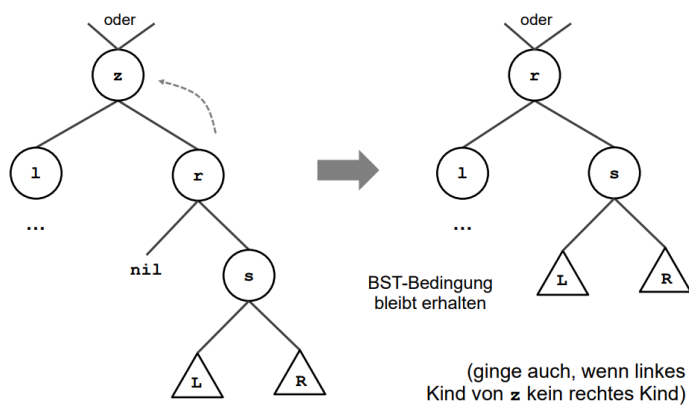 oder
z
l
r
...
nil
s
L
R
oder
r
l
s
...
L
R
BST-Bedingung
bleibt erhalten
(ginge auch, wenn linkes
Kind von z kein rechtes Kind)